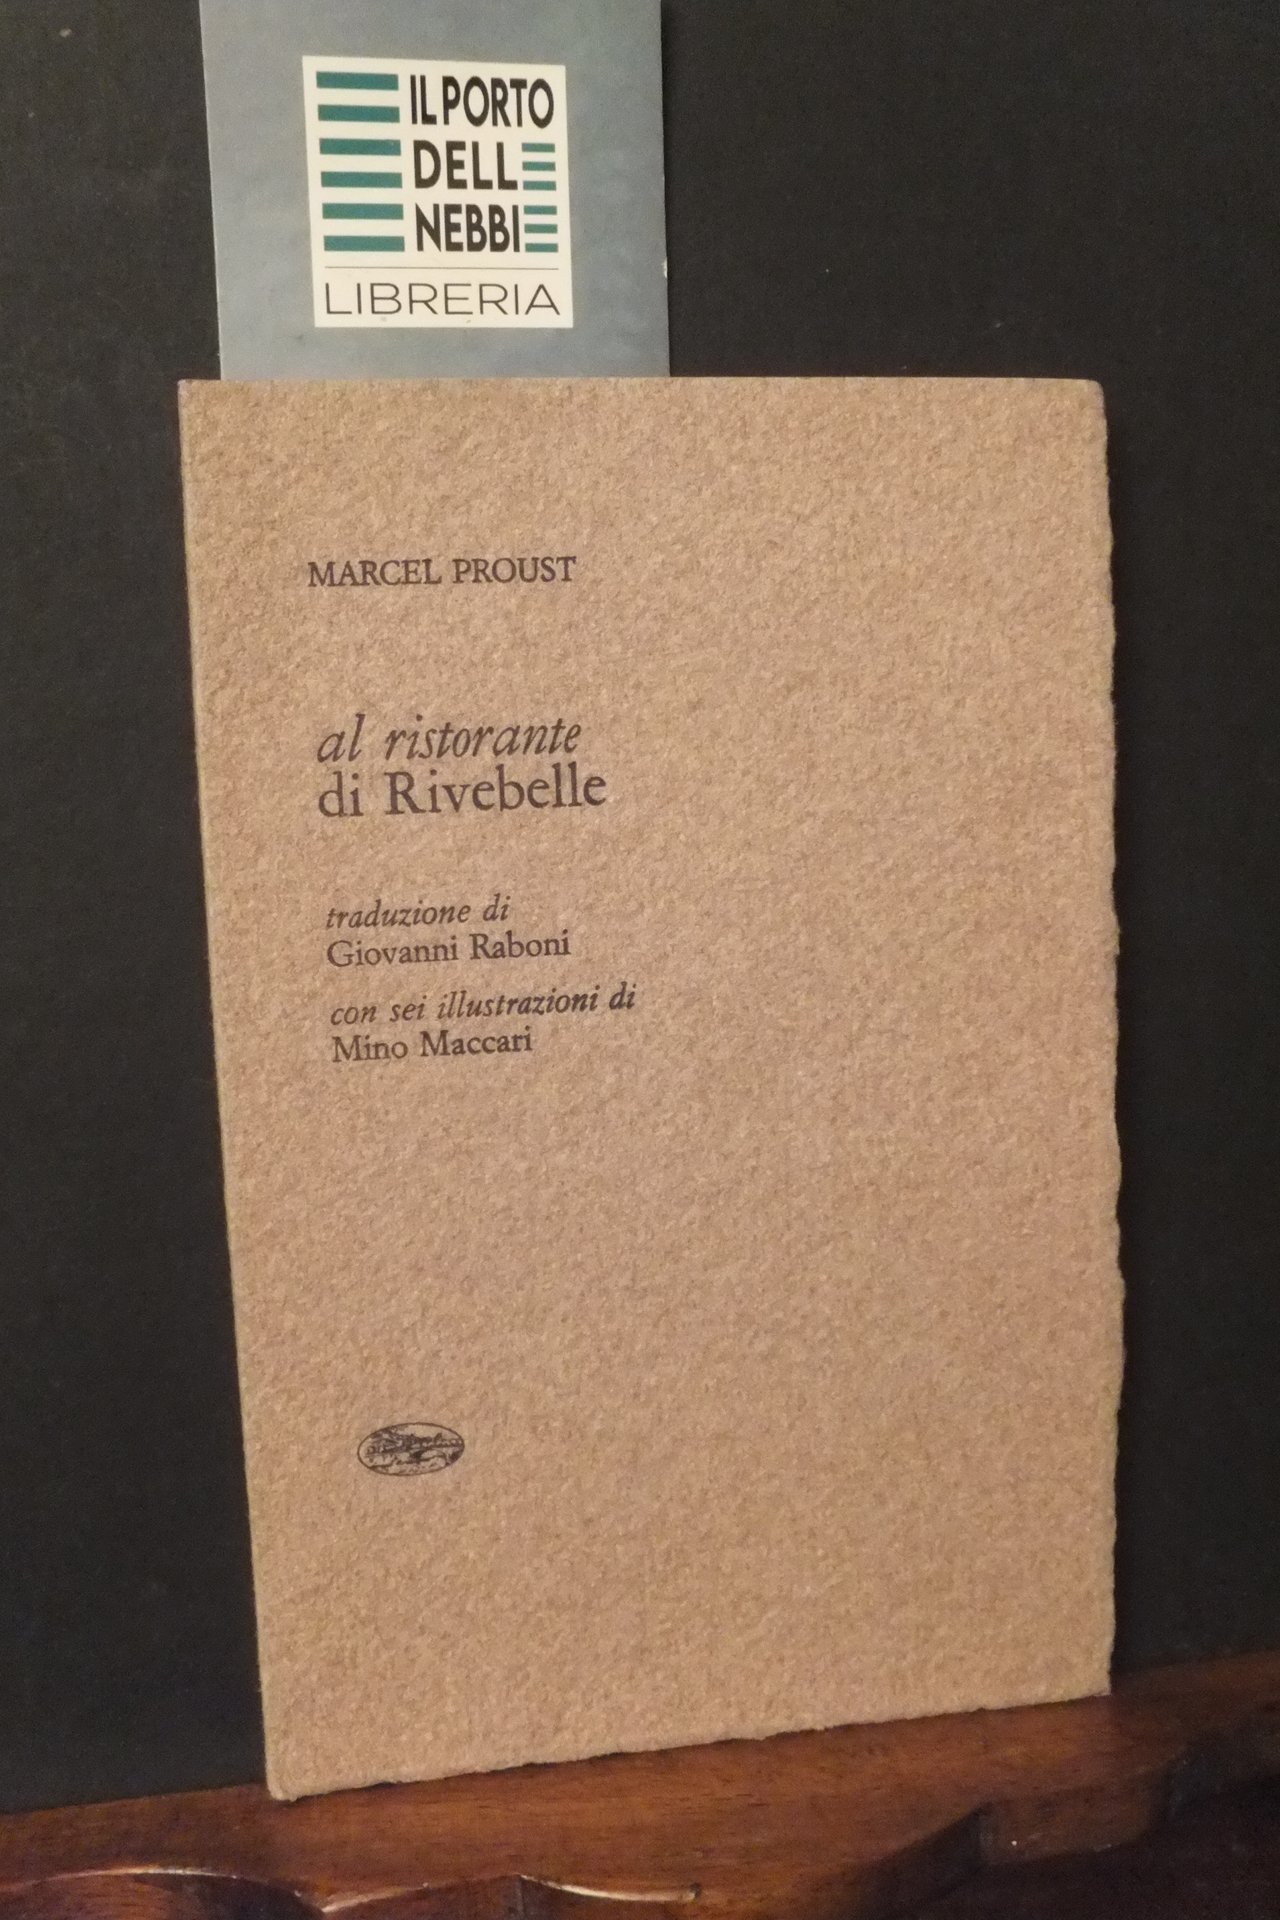 IL PORTO
DELLE
NEBBIE
LIBRERIA
MARCEL PROUST
al ristorante
di Rivebelle
traduzione di
Giovanni Raboni
con sei illustrazioni di
Mino Maccari